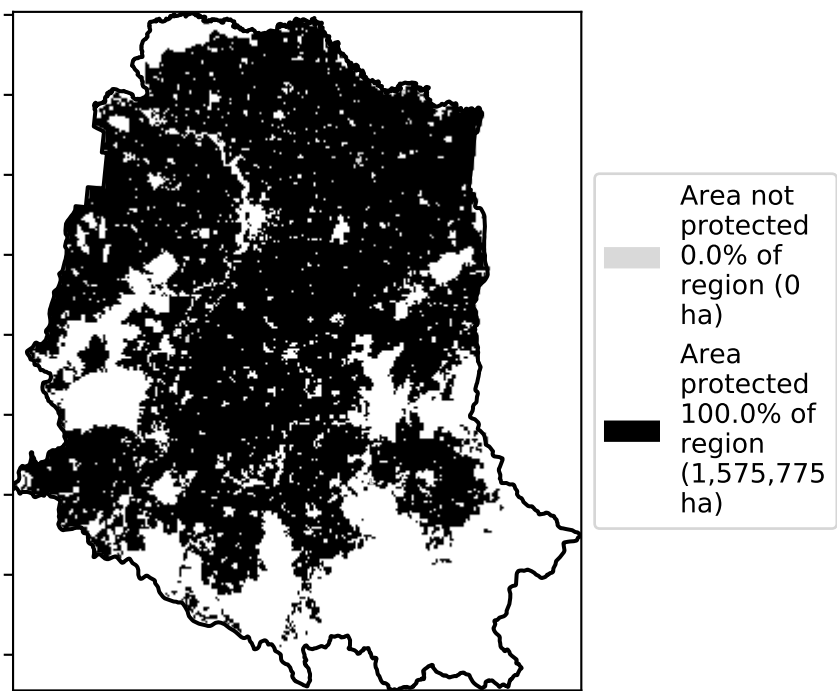 Area not
protected
0.0% of
region (0
ha)
Area
protected
100.0% of
region
(1,575,775
ha)